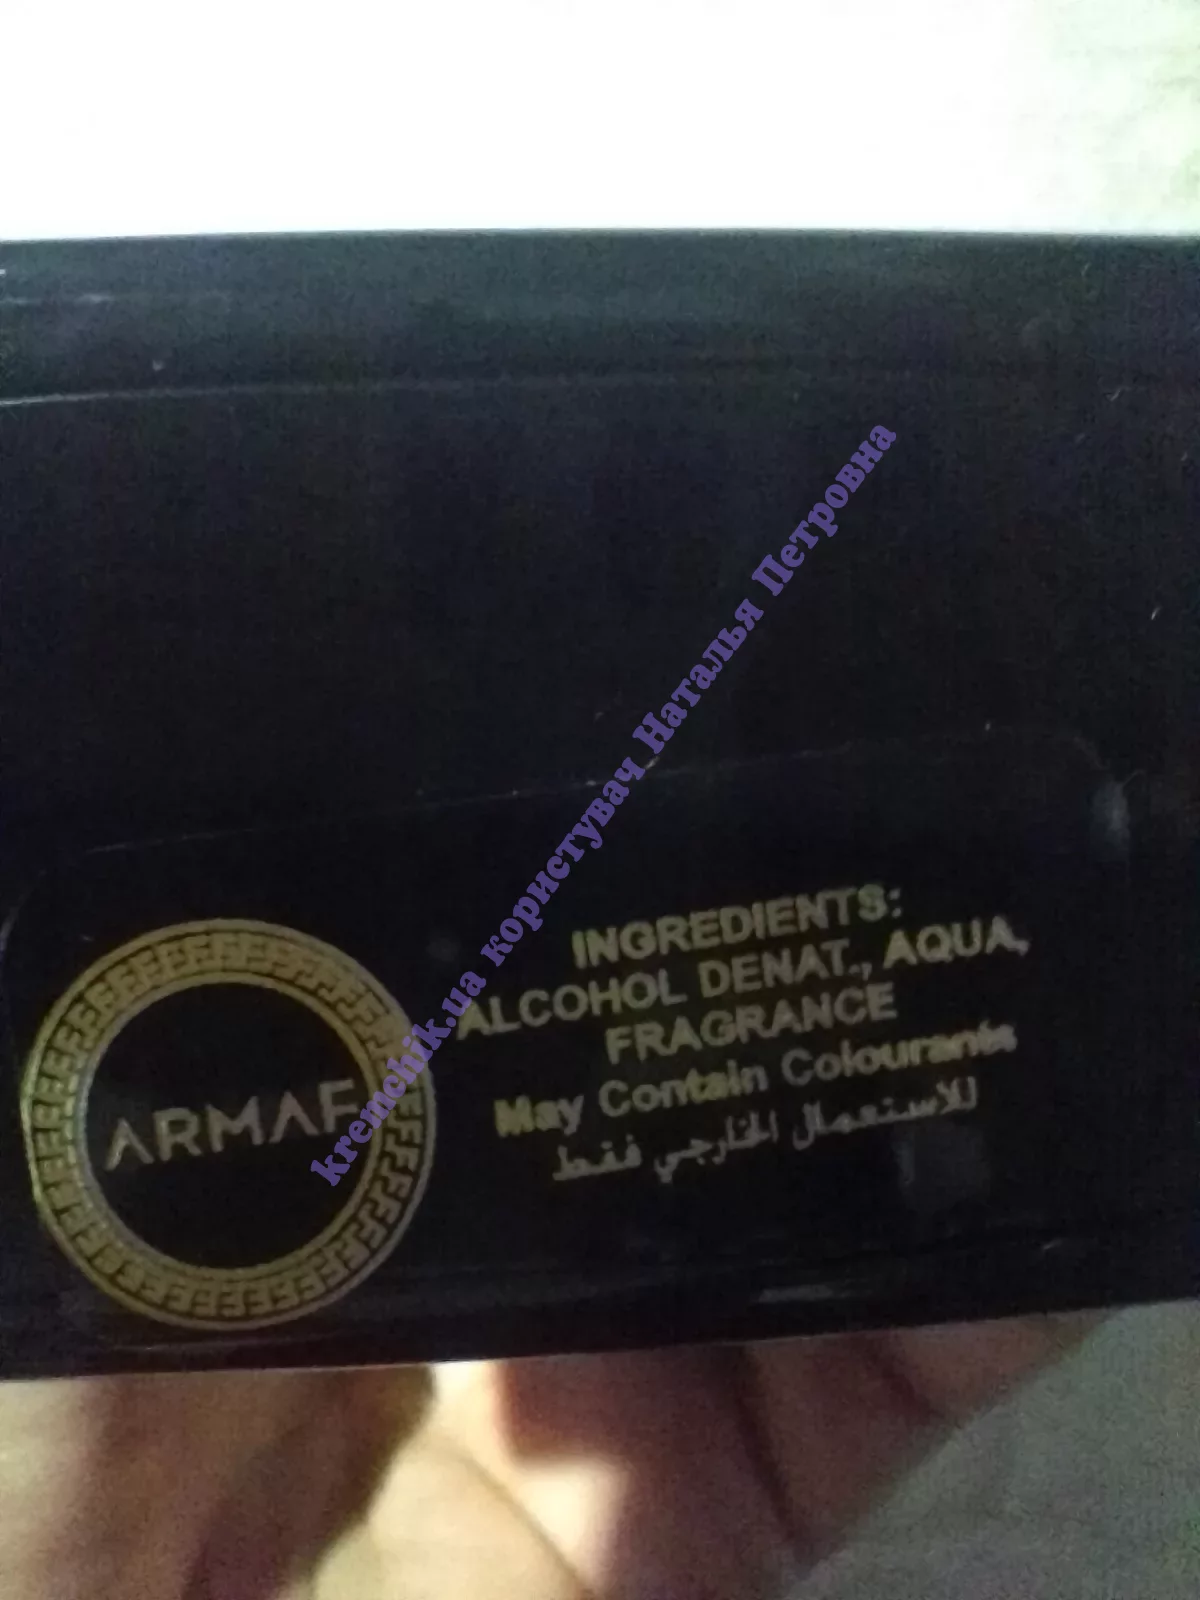 ARMAF
INGREDIENTS:
ALCOHOL DENAT., AQUA,
FRAGRANCE
May Contain Colourants
للاستعمال الخارجي فقط
kremchik.ua користувач Наталья Петровна